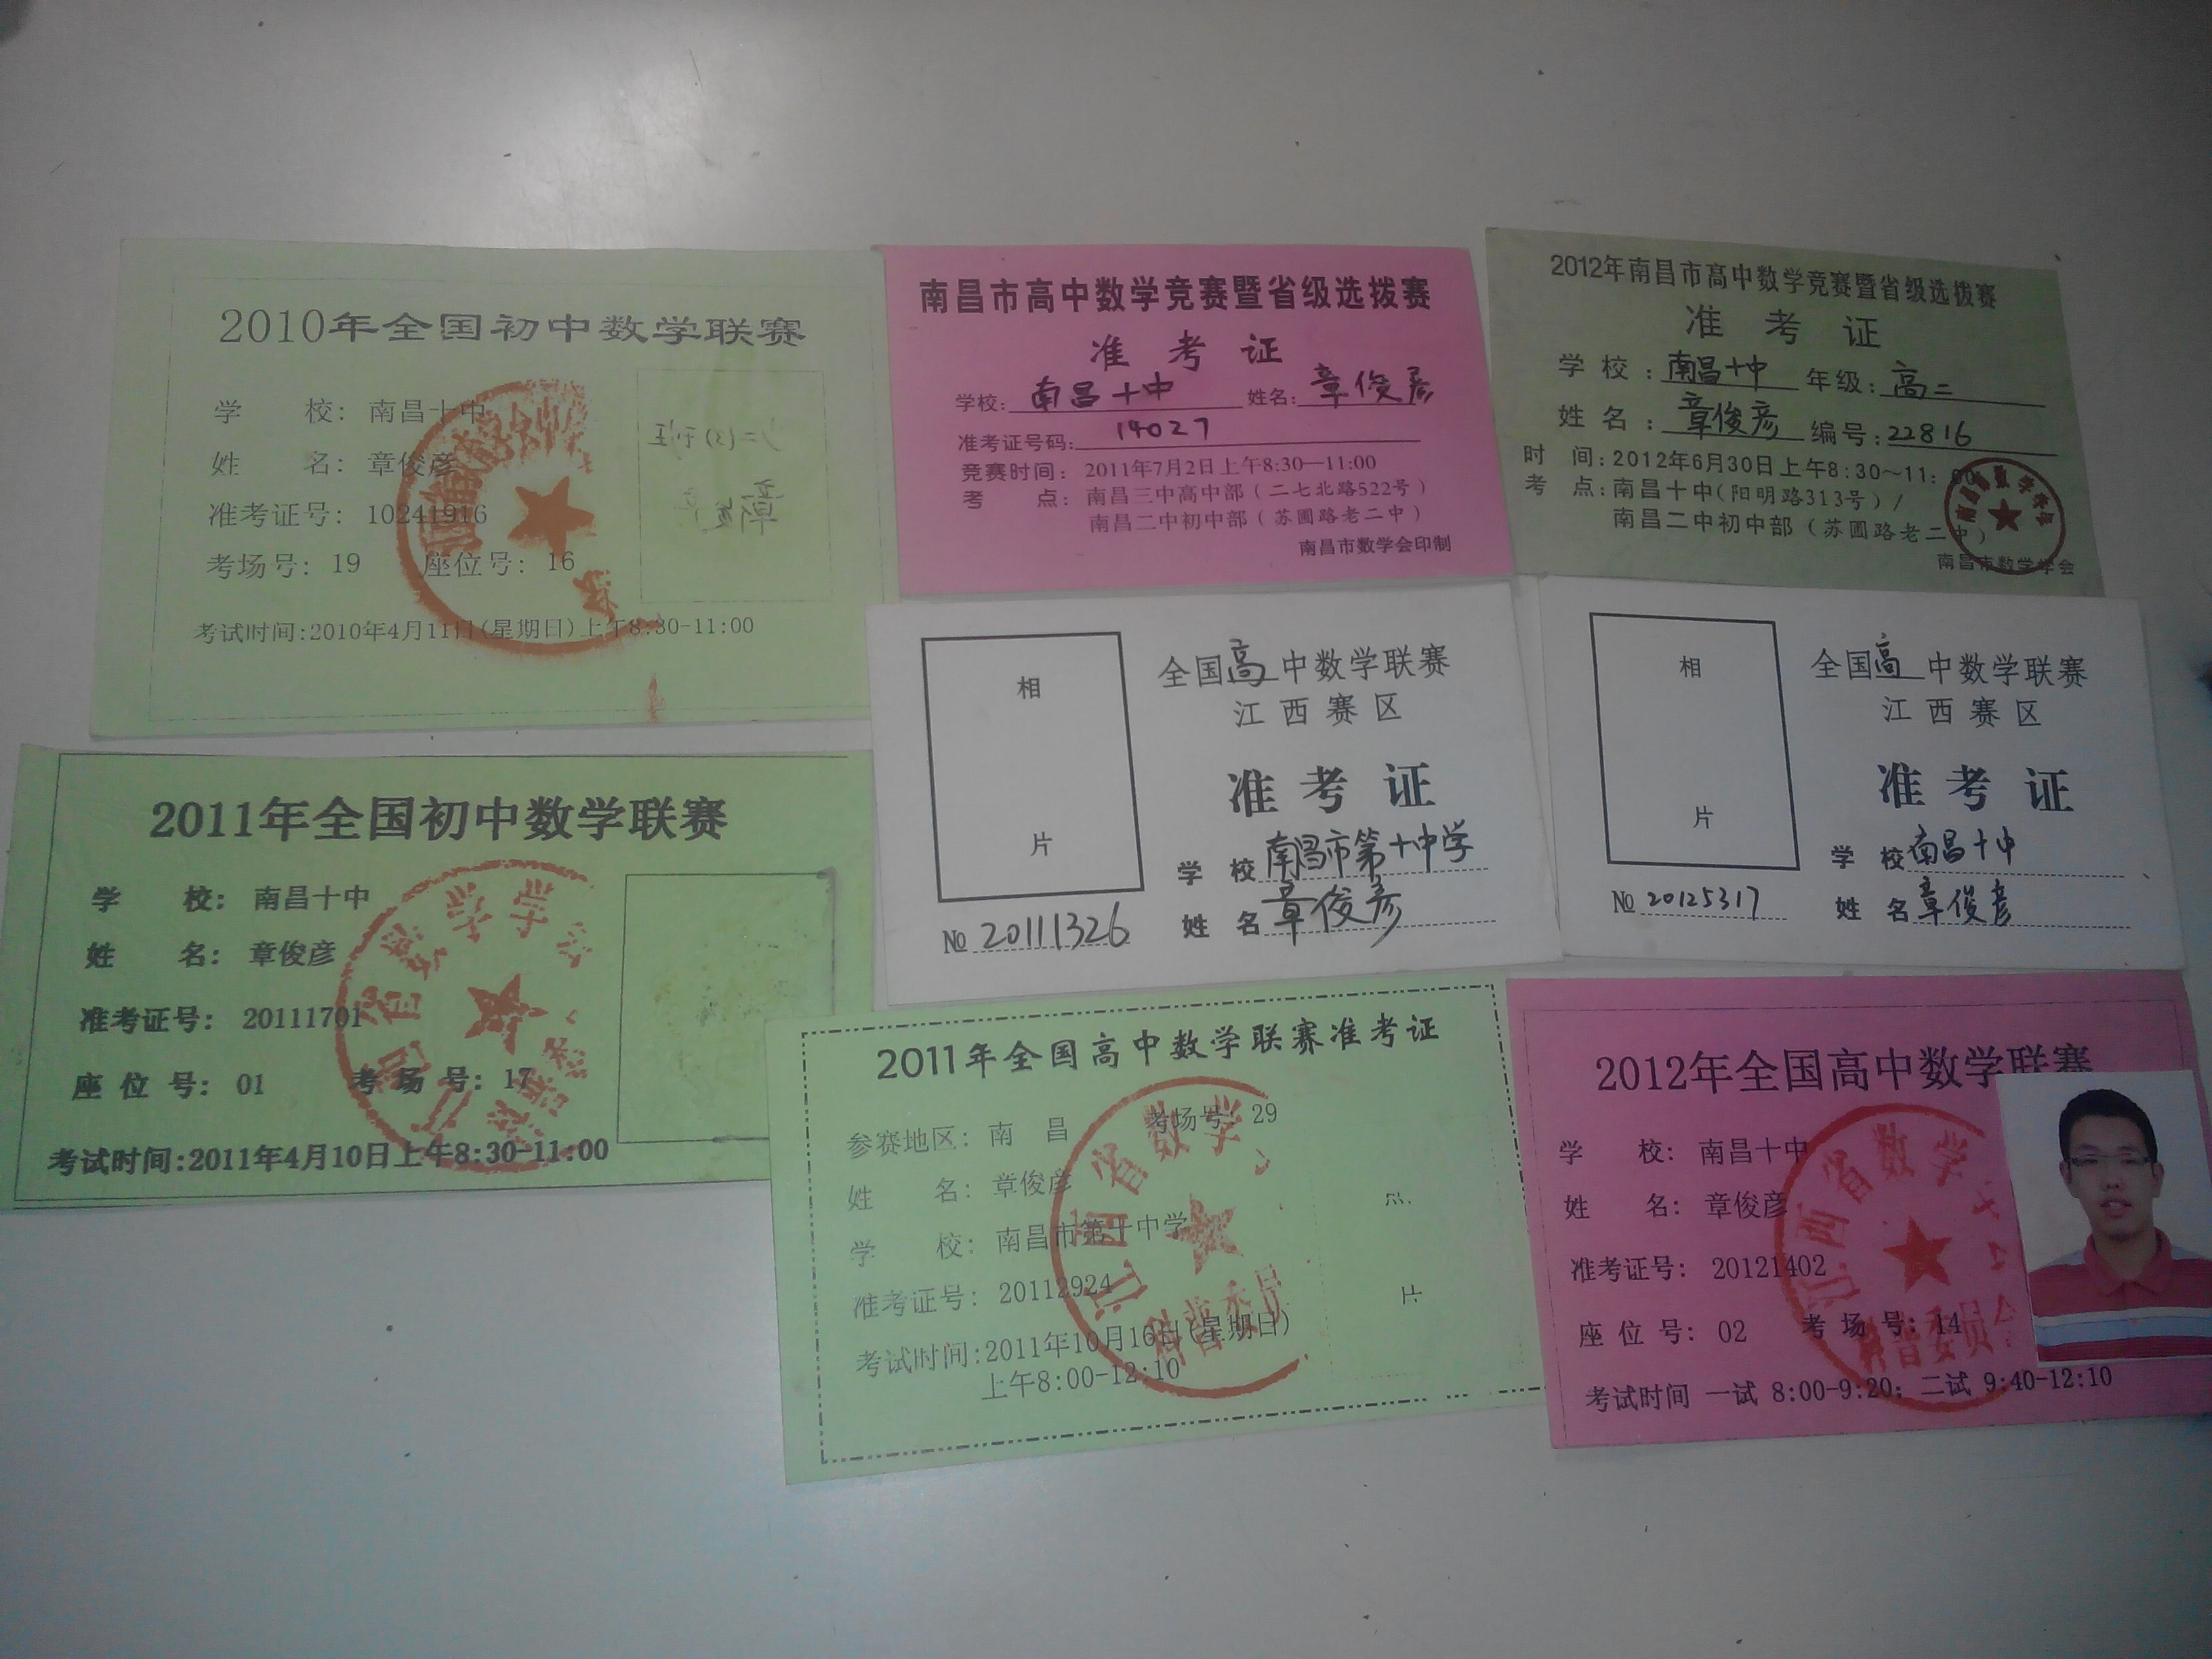 2010年全国初中数学联赛
学 校: 南昌十中
姓 名: 章俊彦
准考证号: 10241916
考场号: 19 座位号: 16
考试时间:2010年4月11日(星期日)上午8:30-11:00
南昌市高中数学竞赛暨省级选拔赛
准 考 证
学校: 南昌十中 姓名: 章俊彦
准考证号码: 14027
竞赛时间: 2011年7月2日上午8:30—11:00
考 点: 南昌三中高中部(二七北路522号)
南昌二中初中部(苏圃路老二中)
南昌市数学会印制
2012年南昌市高中数学竞赛暨省级选拔赛
准 考 证
学 校: 南昌十中 年级: 高二
姓 名: 章俊彦 编号: 22816
时 间: 2012年6月30日上午8:30~11:00
考 点: 南昌十中(阳明路313号)/
南昌二中初中部(苏圃路老二中)
南昌市数学学会
2011年全国初中数学联赛
学 校: 南昌十中
姓 名: 章俊彦
准考证号: 20111701
座 位 号: 01 考 场 号: 17
考试时间:2011年4月10日上午8:30-11:00
相
片
全国高中数学联赛
江西赛区
准 考 证
学 校 南昌市第十中学
姓 名 章俊彦
№ 20111326
相
片
全国高中数学联赛
江西赛区
准 考 证
学 校 南昌十中
姓 名 章俊彦
№ 20125317
2011年全国高中数学联赛准考证
参赛地区: 南 昌 考场号: 29
姓 名: 章俊彦
学 校: 南昌市第十中学
准考证号: 20112924
考试时间:2011年10月16日(星期日)
上午8:00-12:10
片
江西省数学
科普委员
2012年全国高中数学联赛
学 校: 南昌十中
姓 名: 章俊彦
准考证号: 20121402
座 位 号: 02 考 场 号: 14
考试时间 一试 8:00-9:20; 二试 9:40-12:10
江西省数学
科普委员会